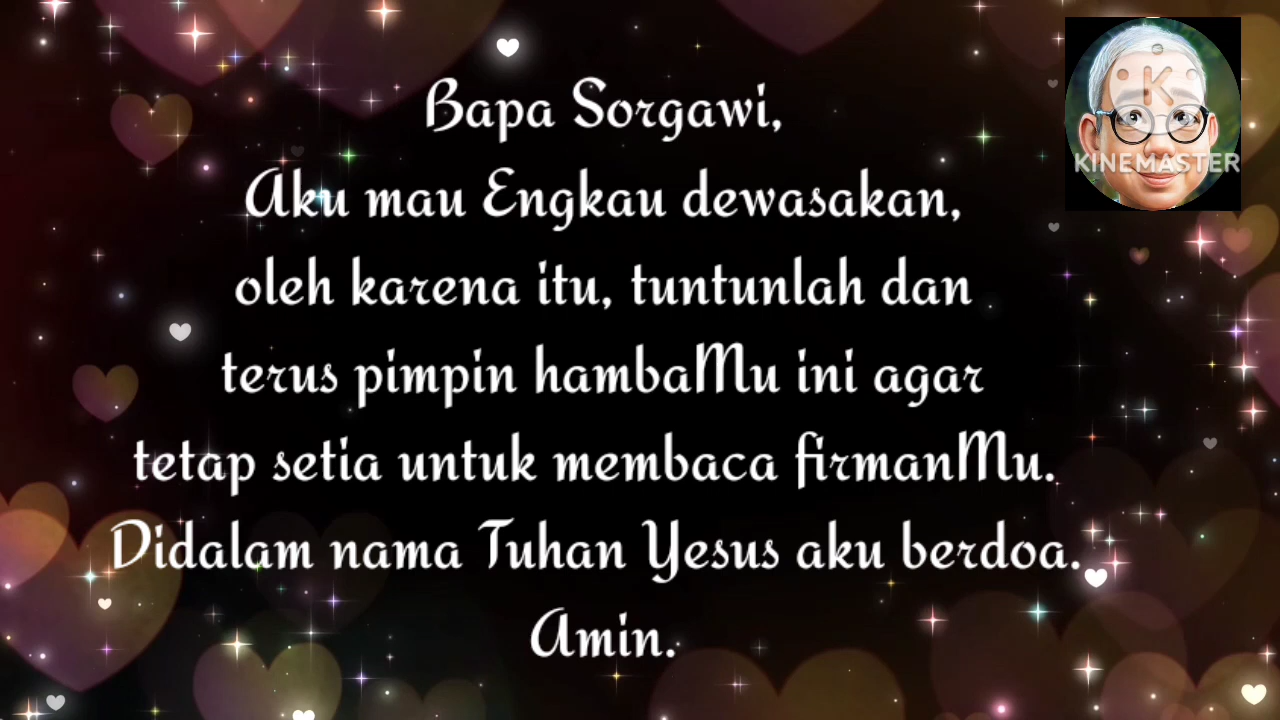 Bapa Sorgawi,
Aku mau Engkau dewasakan,
oleh karena itu, tuntunlah dan
terus pimpin hambaMu ini agar
tetap setia untuk membaca firmanMu.
Didalam nama Tuhan Yesus aku berdoa.
Amin.
K
KINEMASTER